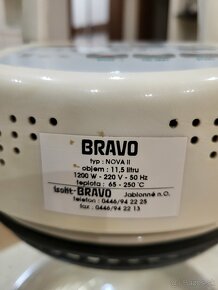 BRAVO
typ : NOVA II
objem : 11,5 litru
1200 W - 220 V - 50 Hz
teplota : 65 - 250°C
isolit-BRAVO Jablonné n.O.
telefon : 0446/94 22 25
fax : 0446/94 22 13